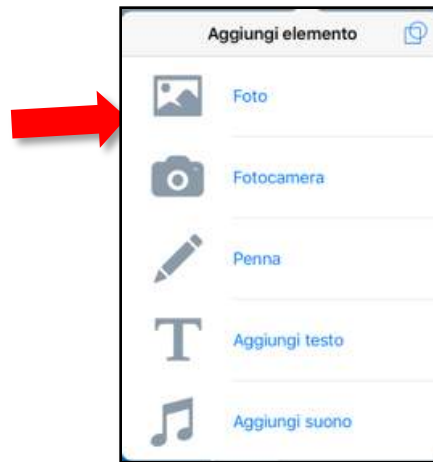 Aggiungi elemento
Foto
Fotocamera
Penna
Aggiungi testo
Aggiungi suono